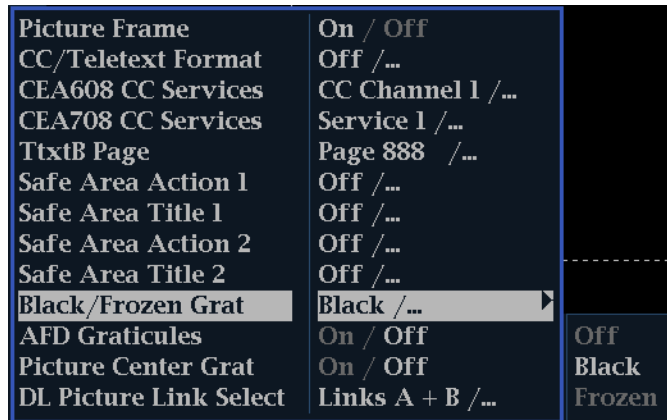 Picture Frame On / Off
CC/Teletext Format Off /...
CEA608 CC Services CC Channel 1 /...
CEA708 CC Services Service 1 /...
TtxtB Page Page 888 /...
Safe Area Action 1 Off /...
Safe Area Title 1 Off /...
Safe Area Action 2 Off /...
Safe Area Title 2 Off /...
Black/Frozen Grat Black /...
AFD Graticules On / Off Off
Picture Center Grat On / Off Black
DL Picture Link Select Links A + B /... Frozen